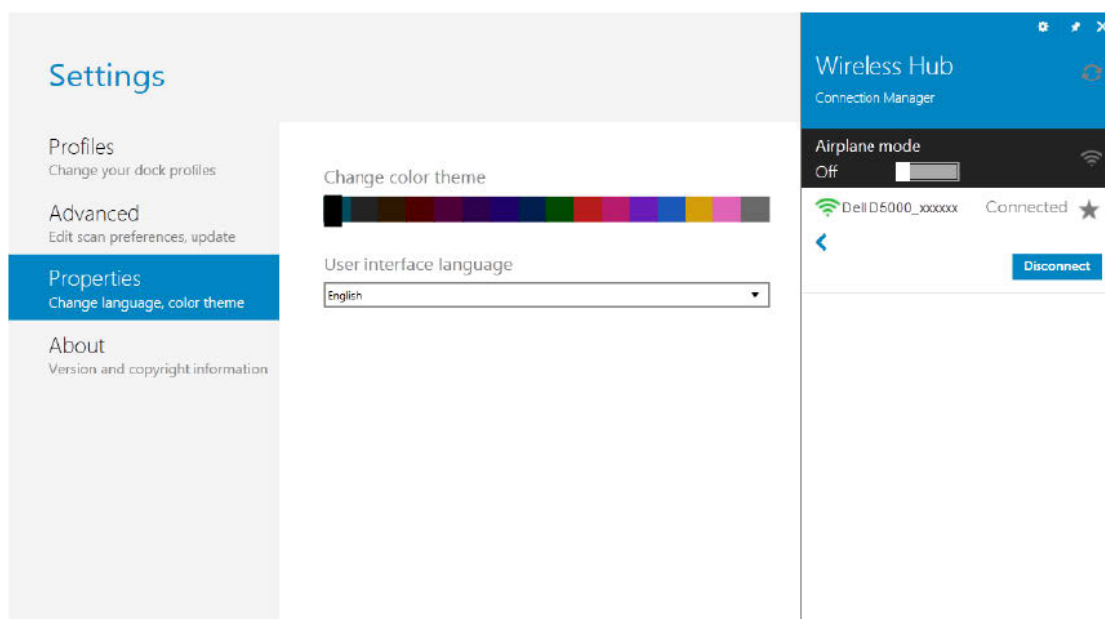 Settings
Profiles
Change your dock profiles
Advanced
Edit scan preferences, update
Properties
Change language, color theme
About
Version and copyright information
Change color theme
User interface language
English
Wireless Hub
Connection Manager
Airplane mode
Off
Dell D5000_xxxxxx Connected
Disconnect